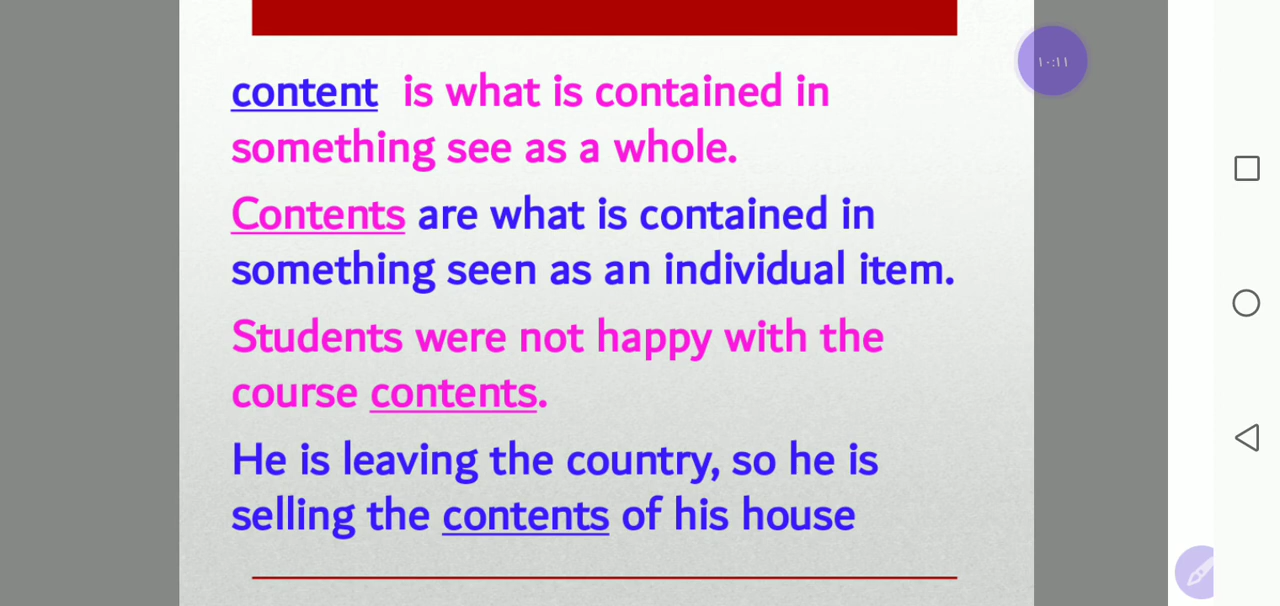 ١٠:١١
content is what is contained in
something see as a whole.
Contents are what is contained in
something seen as an individual item.
Students were not happy with the
course contents.
He is leaving the country, so he is
selling the contents of his house